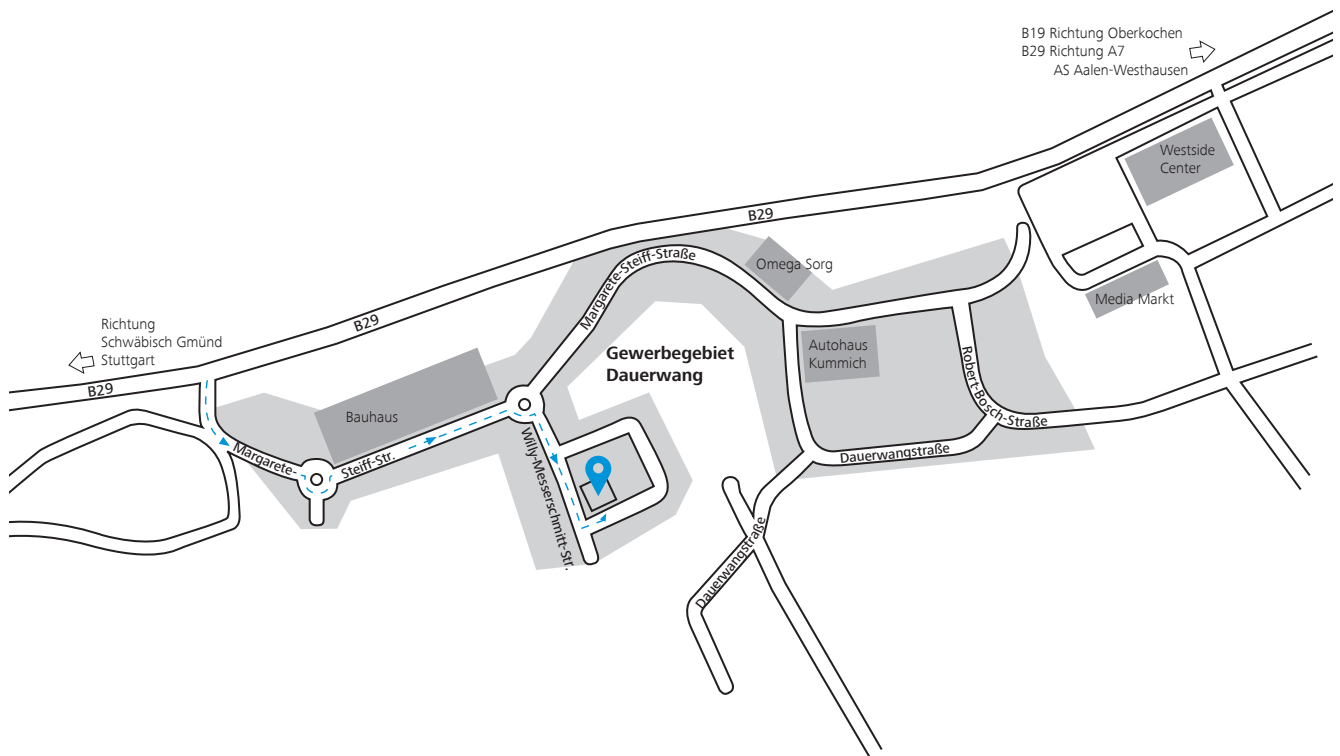 B19 Richtung Oberkochen
B29 Richtung A7
AS Aalen-Westhausen
Westside
Center
B29
Margarete-Steiff-Straße
Omega Sorg
Media Markt
B29
Richtung
Schwäbisch Gmünd
Stuttgart
B29
Gewerbegebiet
Dauerwang
Autohaus
Kummich
Robert-Bosch-Straße
Bauhaus
Margarete-
Steiff-Str.
Willy-Messerschmitt-Str.
Dauerwangstraße
Dauerwangstraße